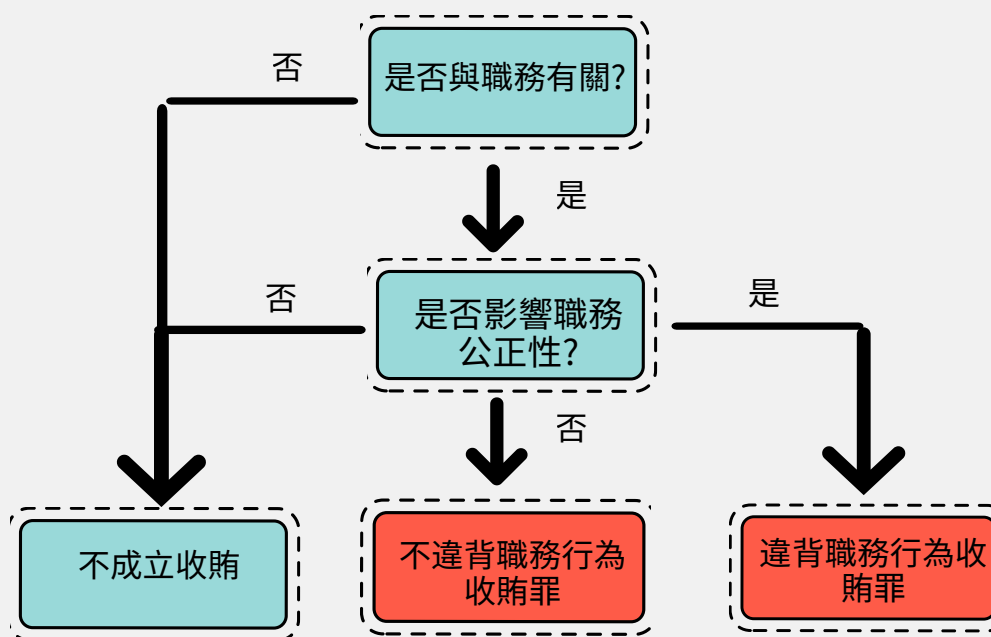 否
是否與職務有關?
是
否
是否影響職務
公正性?
是
否
不成立收賄
不違背職務行為
收賄罪
違背職務行為收
賄罪